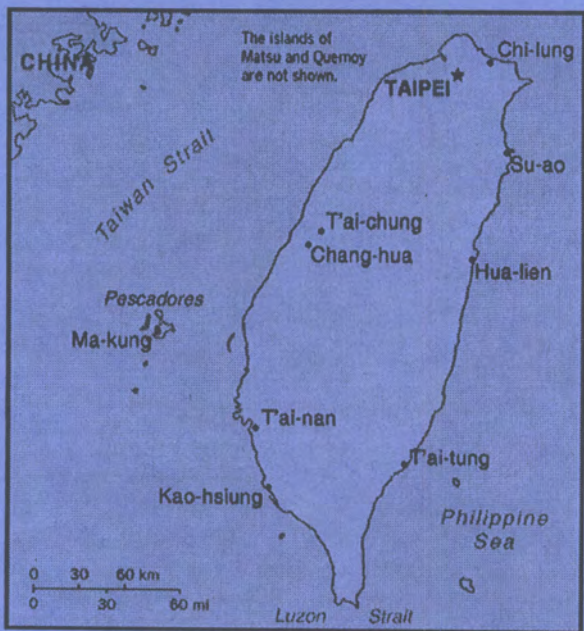 The islands of
Matsu and Quemoy
are not shown.
CHINA
Chi-lung
TAIPEI
Taiwan Strait
Su-ao
T'ai-chung
Chang-hua
Hua-lien
Pescadores
Ma-kung
T'ai-nan
T'ai-tung
Kao-hsiung
Philippine
Sea
0 30 60 km
0 30 60 mi
Luzon Strait